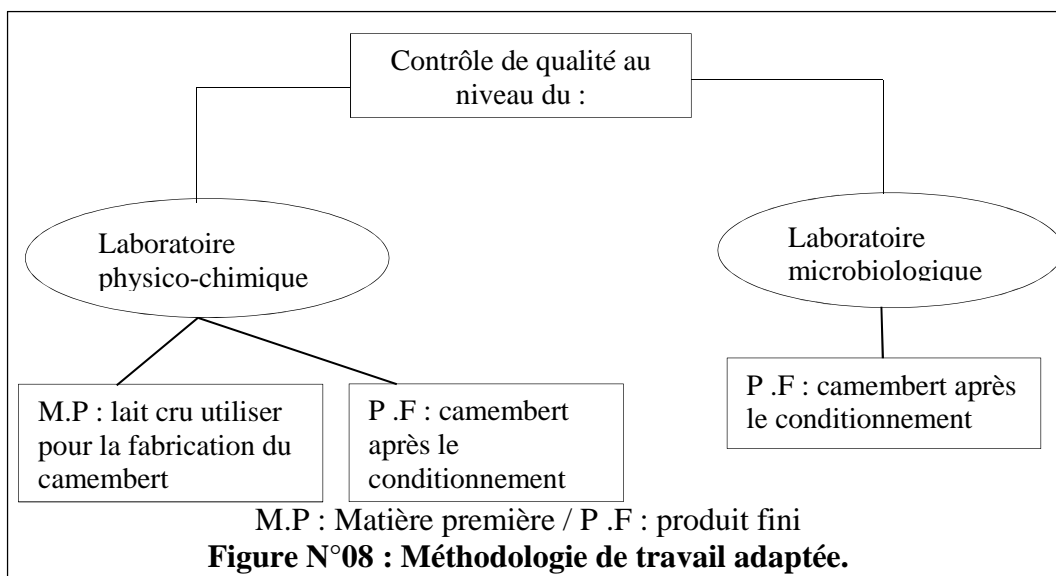 Contrôle de qualité au
niveau du :
Laboratoire
physico-chimique
Laboratoire
microbiologique
M.P : lait cru utiliser
pour la fabrication du
camembert
P .F : camembert
après le
conditionnement
P .F : camembert après
le conditionnement
M.P : Matière première / P .F : produit fini
Figure N°08 : Méthodologie de travail adaptée.